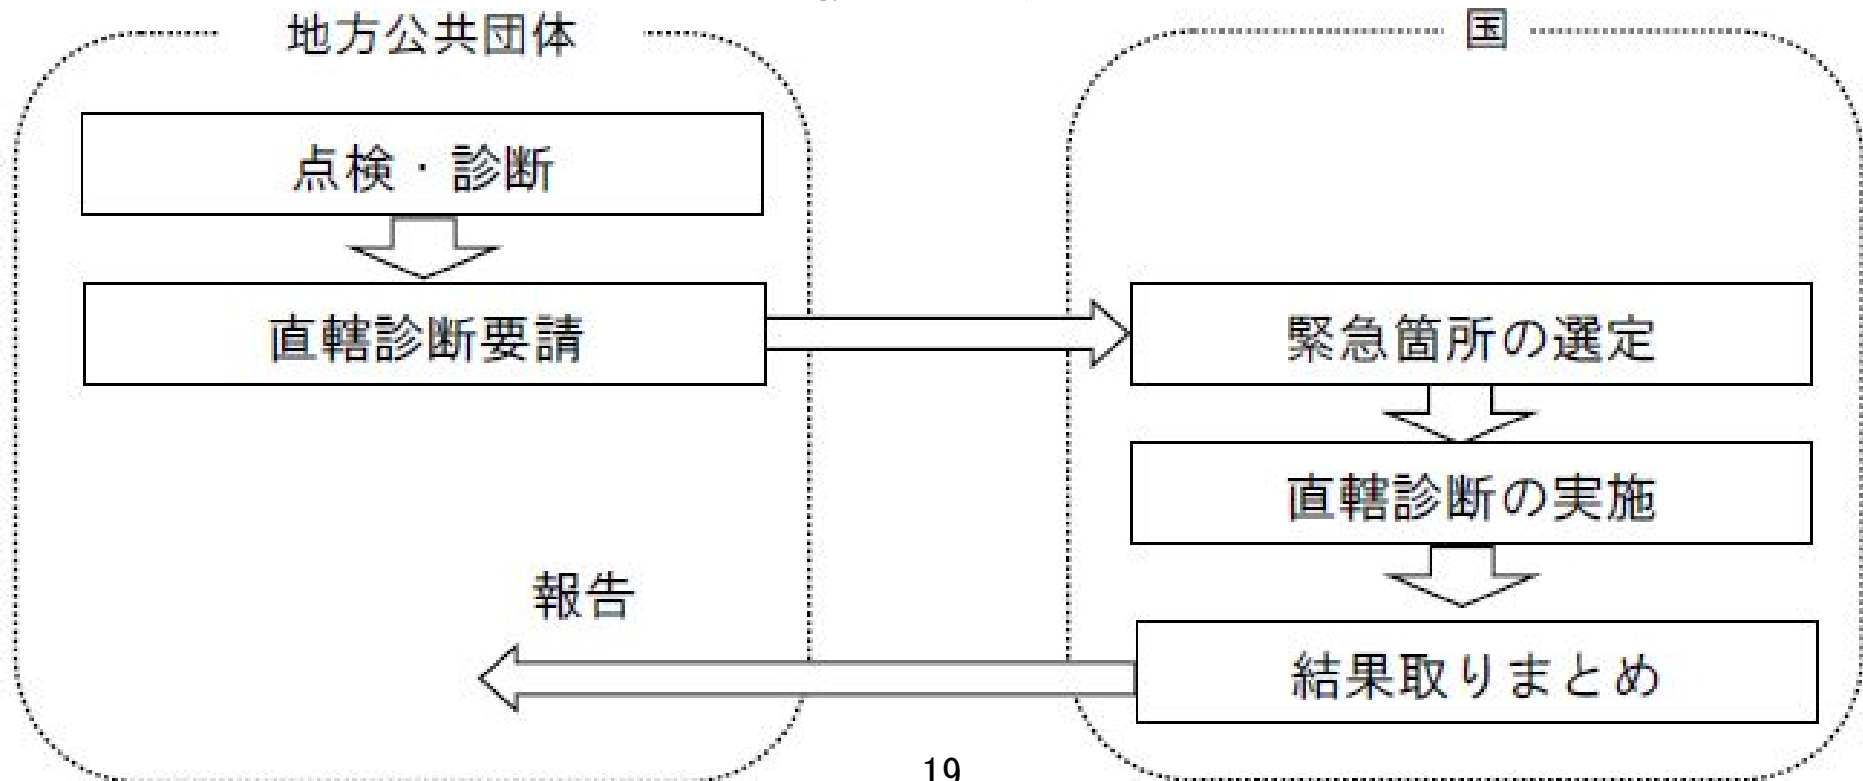 地方公共団体
国
点検・診断
直轄診断要請
緊急箇所の選定
直轄診断の実施
報告
結果取りまとめ
19